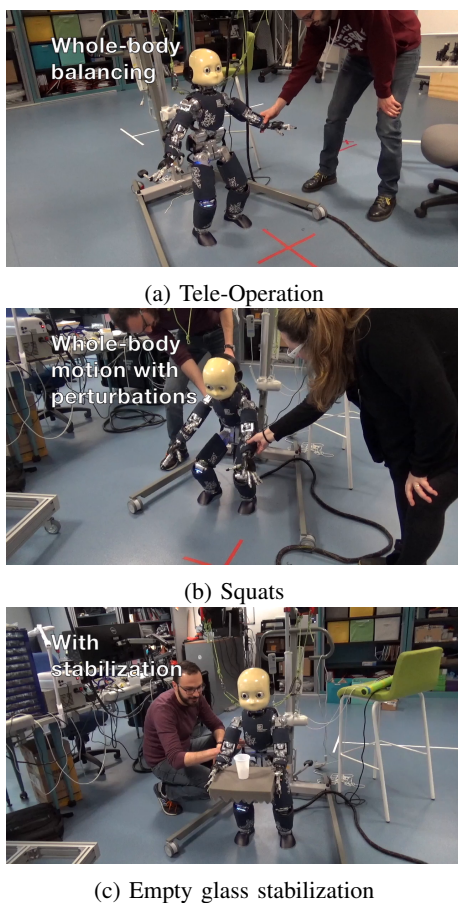 Whole-body
balancing
(a) Tele-Operation
Whole-body
motion with
perturbations
(b) Squats
With
stabilization
(c) Empty glass stabilization